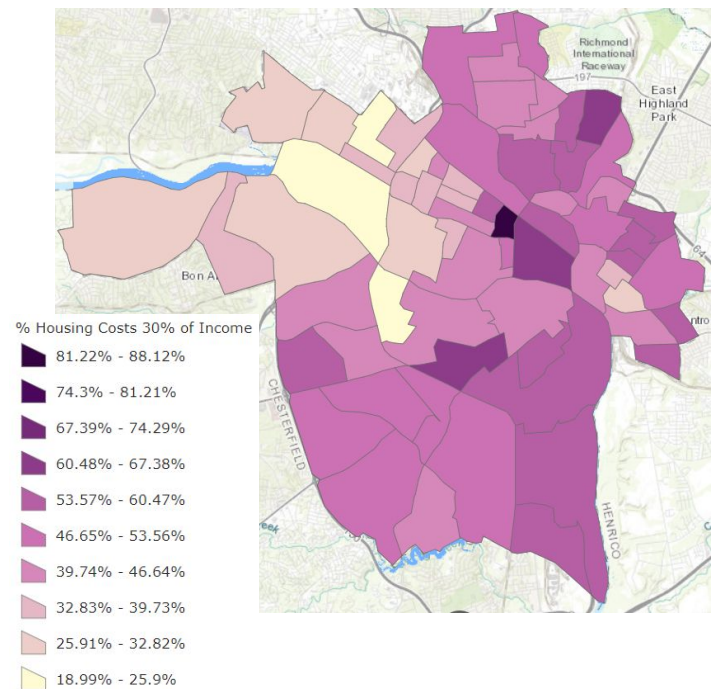 Richmond
International
Raceway
197
East
Highland
Park
64
Bon A
ntro
% Housing Costs 30% of Income
81.22% - 88.12%
74.3% - 81.21%
67.39% - 74.29%
60.48% - 67.38%
53.57% - 60.47%
46.65% - 53.56%
39.74% - 46.64%
32.83% - 39.73%
25.91% - 32.82%
18.99% - 25.9%
CHESTERFIELD
HENRICO
eek